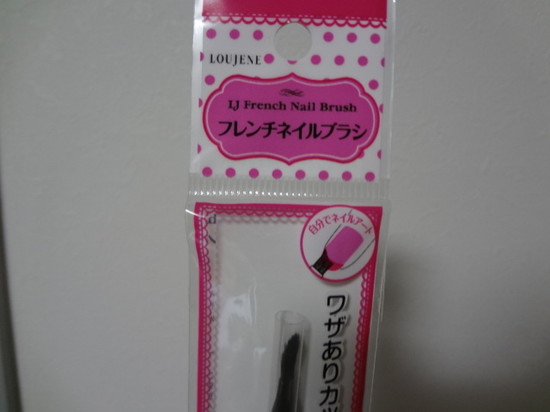 LOUJENE
LJ French Nail Brush
フレンチネイルブラシ
自分でネイルアート
ワザありカ